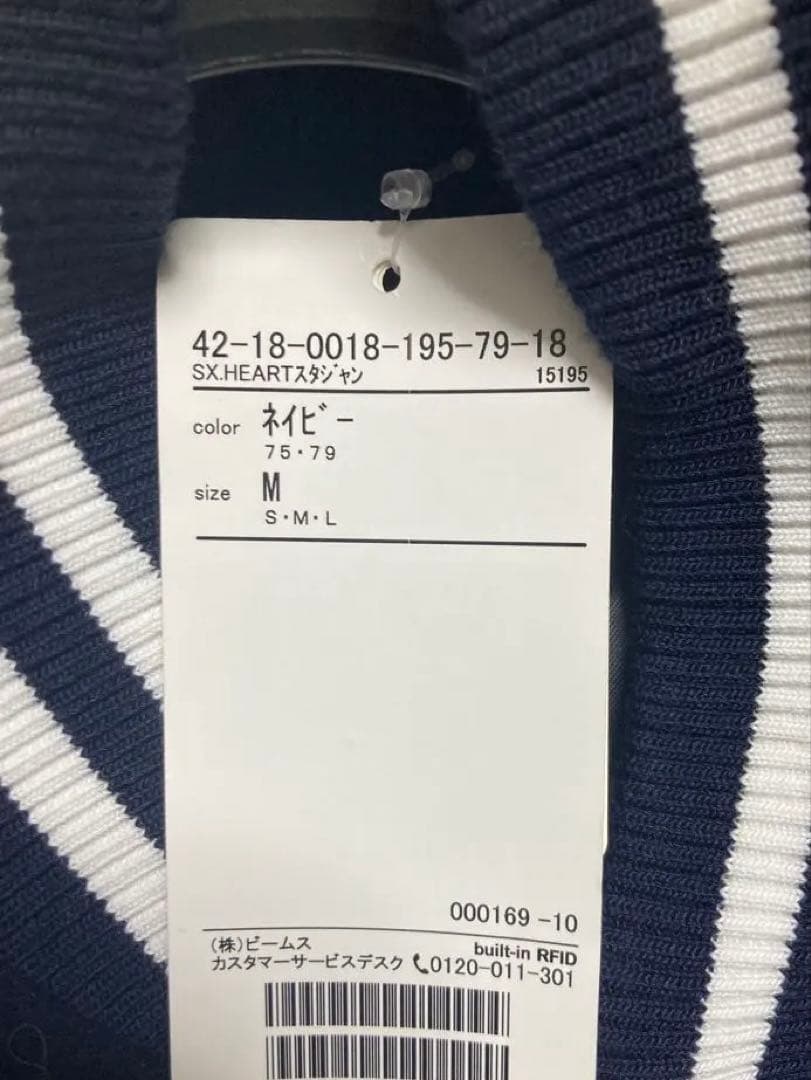 42-18-0018-195-79-18
SX.HEARTスタジャン 15195
color ネイビー
75・79
size M
S・M・L
000169 -10
(株)ビームス built-in RFID
カスタマーサービスデスク 0120-011-301